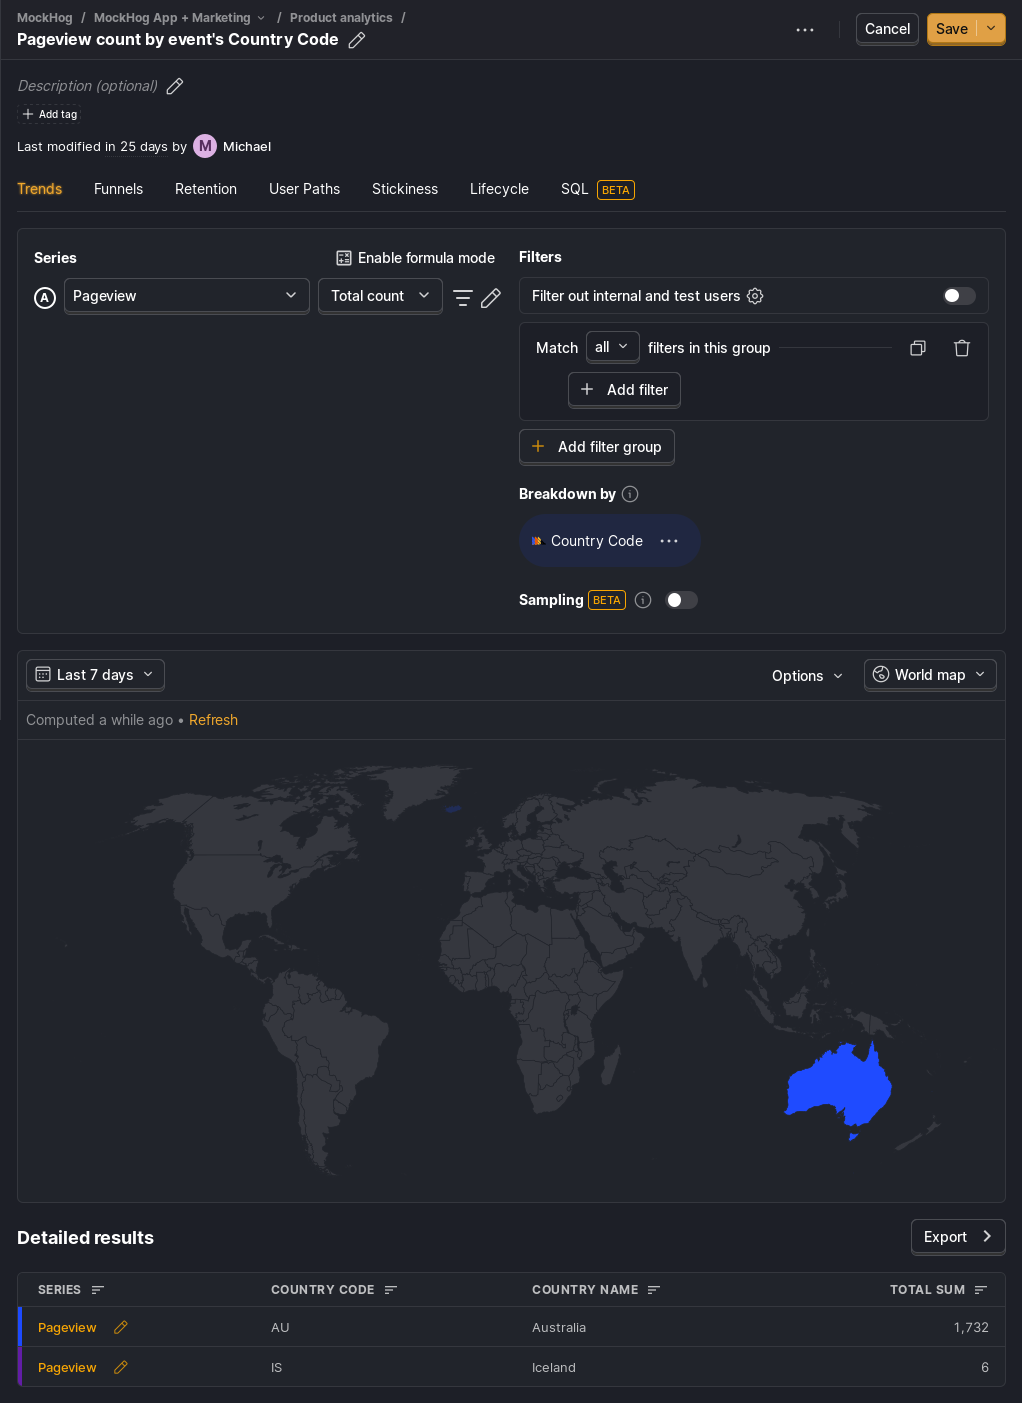 MockHog / MockHog App + Marketing / Product analytics /
Pageview count by event's Country Code
Cancel
Save
Description (optional)
Add tag
Last modified in 25 days by M Michael
Trends Funnels Retention User Paths Stickiness Lifecycle SQL BETA
Series
Enable formula mode
A Pageview Total count
Filters
Filter out internal and test users
Match all filters in this group
Add filter
Add filter group
Breakdown by
Country Code
Sampling BETA
Last 7 days
Options
World map
Computed a while ago • Refresh
Detailed results
Export
SERIES COUNTRY CODE COUNTRY NAME TOTAL SUM
Pageview AU Australia 1,732
Pageview IS Iceland 6